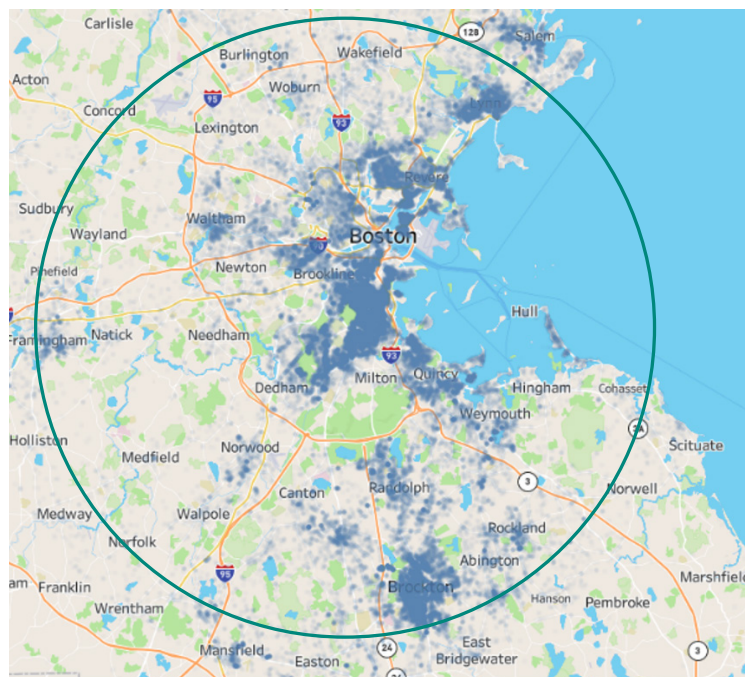 Carlisle
128
Salem
Burlington
Wakefield
Acton
Woburn
95
Lynn
Concord
93
Lexington
Revere
Sudbury
Waltham
Wayland
Boston
Pinefield
Newton
Brookline
Hull
Framingham
Natick
Needham
93
Dedham
Milton
Quincy
Hingham
Cohasset
Weymouth
3A
Holliston
Medfield
Norwood
Scituate
Canton
Randolph
3
Norwell
Medway
Walpole
Rockland
Norfolk
Abington
95
Marshfield
am
Franklin
Brockton
Hanson
Pembroke
Wrentham
Mansfield
24
East
Bridgewater
3
Easton